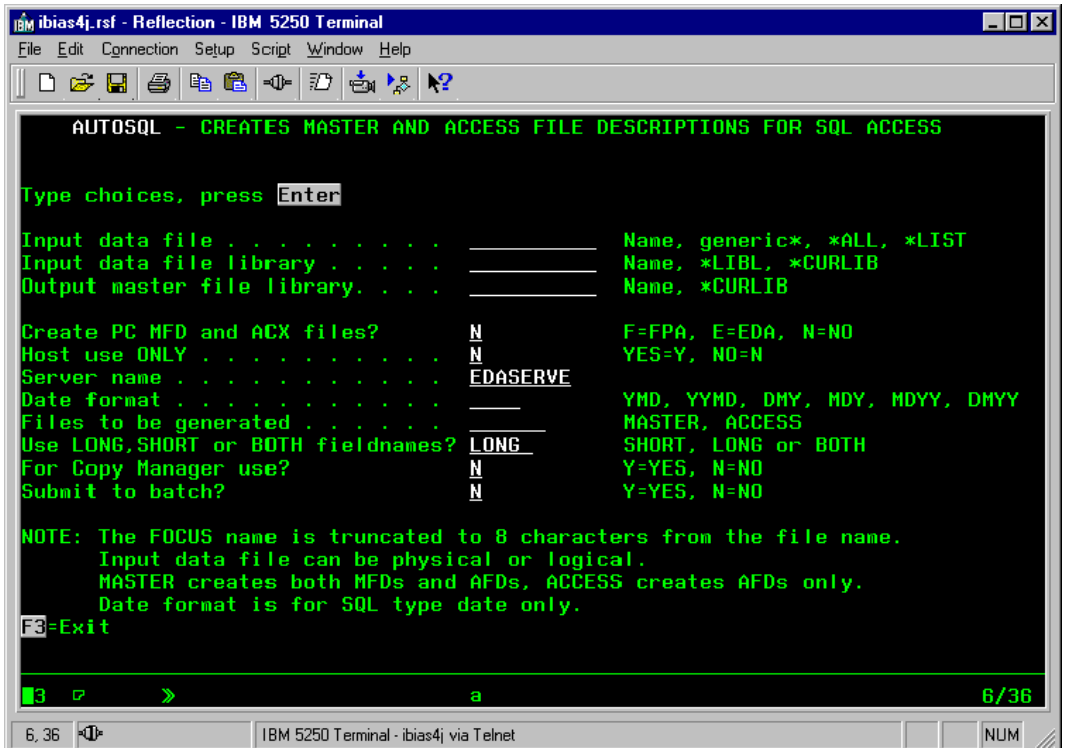 IBM ibias4j.rsf - Reflection - IBM 5250 Terminal
File Edit Connection Setup Script Window Help
AUTOSQL - CREATES MASTER AND ACCESS FILE DESCRIPTIONS FOR SQL ACCESS
Type choices, press Enter
Input data file . . . . . . . . . Name, generic*, *ALL, *LIST
Input data file library . . . . . Name, *LIBL, *CURLIB
Output master file library. . . . Name, *CURLIB
Create PC MFD and ACX files? N F=FPA, E=EDA, N=NO
Host use ONLY . . . . . . . . . . N YES=Y, NO=N
Server name . . . . . . . . . . . EDASERVE
Date format . . . . . . . . . . . YMD, YYMD, DMY, MDY, MDYY, DMYY
Files to be generated . . . . . . MASTER, ACCESS
Use LONG,SHORT or BOTH fieldnames? LONG SHORT, LONG or BOTH
For Copy Manager use? N Y=YES, N=NO
Submit to batch? N Y=YES, N=NO
NOTE: The FOCUS name is truncated to 8 characters from the file name.
Input data file can be physical or logical.
MASTER creates both MFDs and AFDs, ACCESS creates AFDs only.
Date format is for SQL type date only.
F3=Exit
3 » a 6/36
6, 36 IBM 5250 Terminal - ibias4j via Telnet NUM